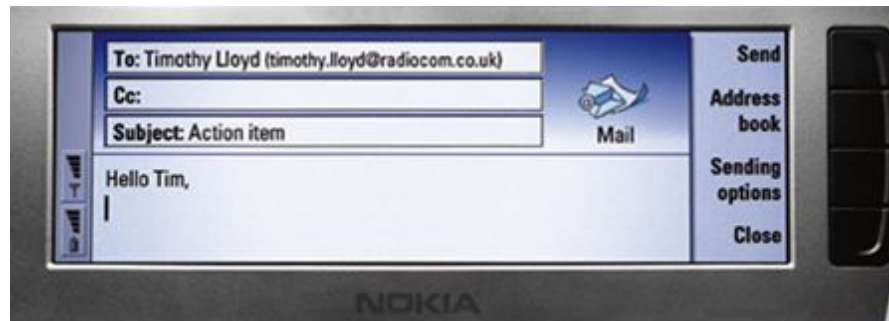 To: Timothy Lloyd (timothy.lloyd@radiocom.co.uk)
Cc:
Subject: Action item
Mail
Hello Tim,
Send
Address
book
Sending
options
Close
NOKIA